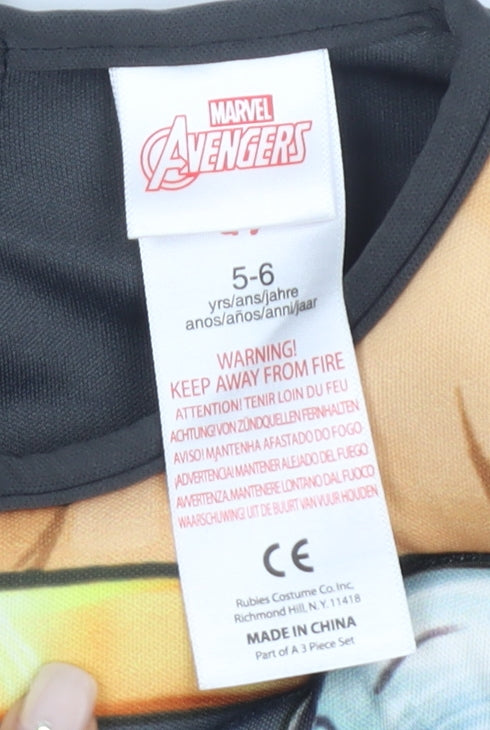 MARVEL
AVENGERS
5-6
yrs/ans/jahre
anos/años/anni/jaar
WARNING!
KEEP AWAY FROM FIRE
ATTENTION! TENIR LOIN DU FEU
ACHTUNG! VON ZÜNDQUELLEN FERNHALTEN
AVISO! MANTENHA AFASTADO DO FOGO
¡ADVERTENCIA! MANTENER ALEJADO DEL FUEGO
AVVERTENZA. MANTENERE LONTANO DAL FUOCO
WAARSCHUWING! UIT DE BUURT VAN VUUR HOUDEN
CE
Rubies Costume Co. Inc.
Richmond Hill, N.Y. 11418
MADE IN CHINA
Part of A 3 Piece Set